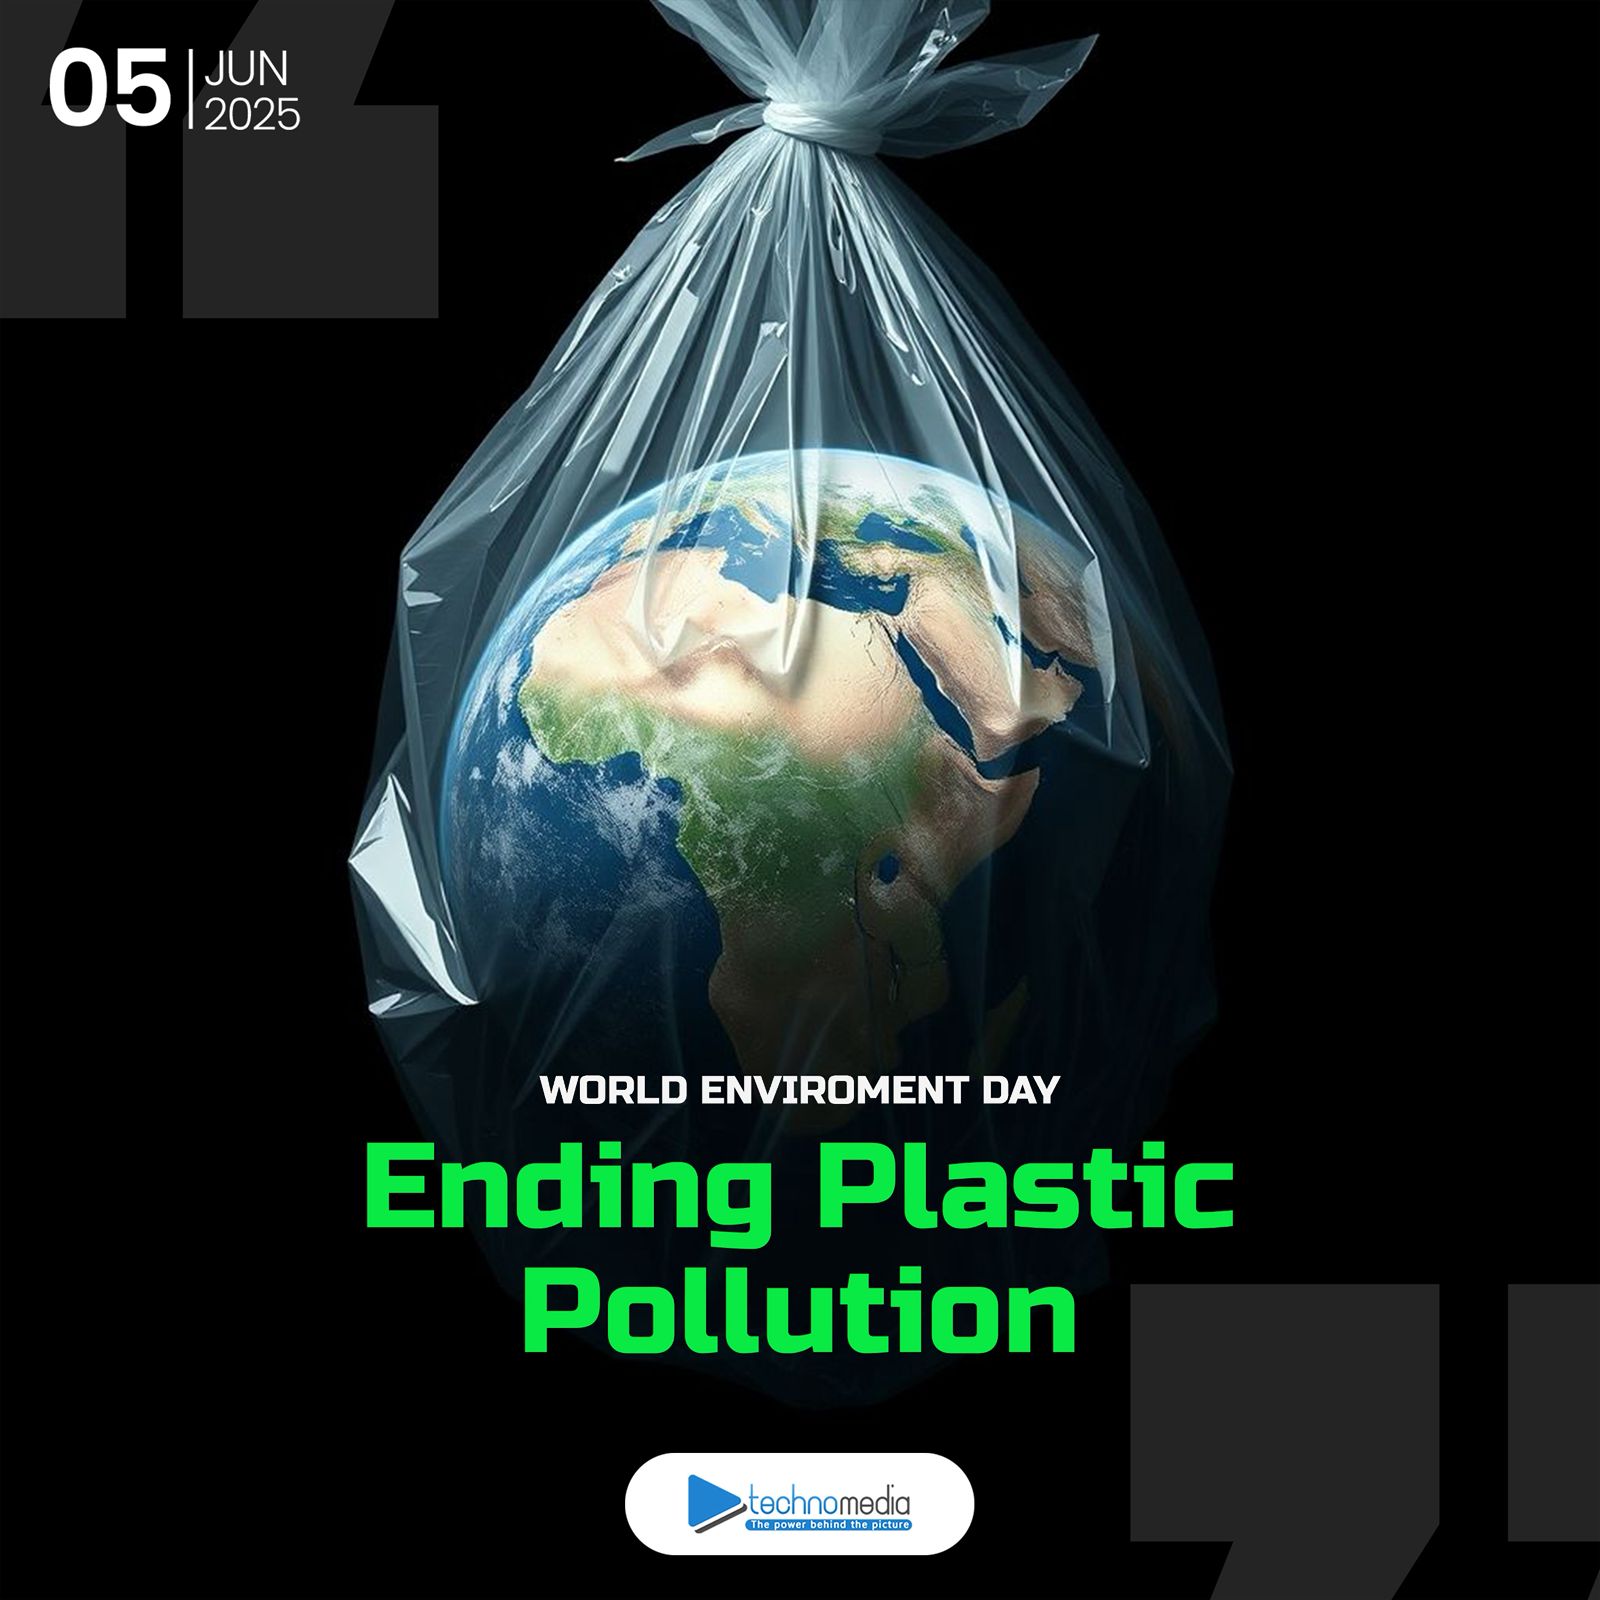 05
JUN
2025
WORLD ENVIROMENT DAY
Ending Plastic
Pollution
technomedia
The power behind the picture